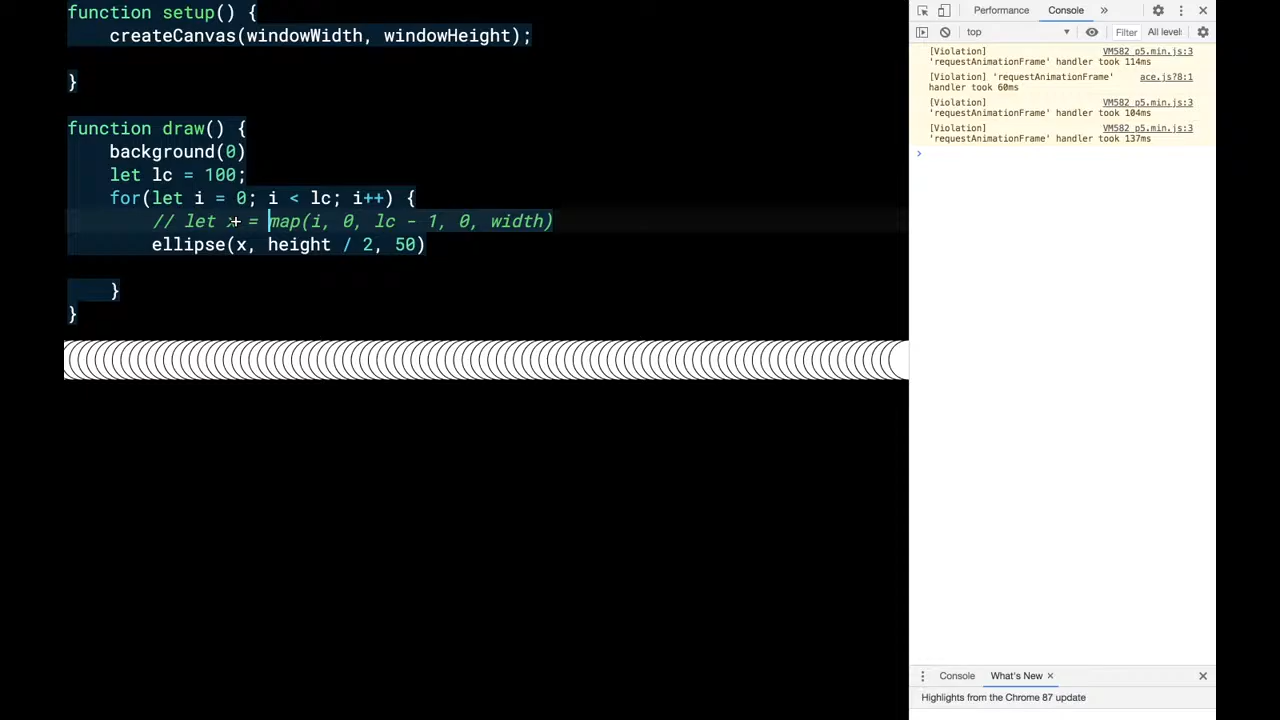 function setup() {
createCanvas(windowWidth, windowHeight);
}
function draw() {
background(0)
let lc = 100;
for(let i = 0; i < lc; i++) {
// let x = map(i, 0, lc - 1, 0, width)
ellipse(x, height / 2, 50)
}
}
Performance Console »
top Filter All levels
[Violation] VM582 p5.min.js:3
'requestAnimationFrame' handler took 114ms
[Violation] 'requestAnimationFrame' ace.js?8:1
handler took 60ms
[Violation] VM582 p5.min.js:3
'requestAnimationFrame' handler took 104ms
[Violation] VM582 p5.min.js:3
'requestAnimationFrame' handler took 137ms
Console What's New
Highlights from the Chrome 87 update